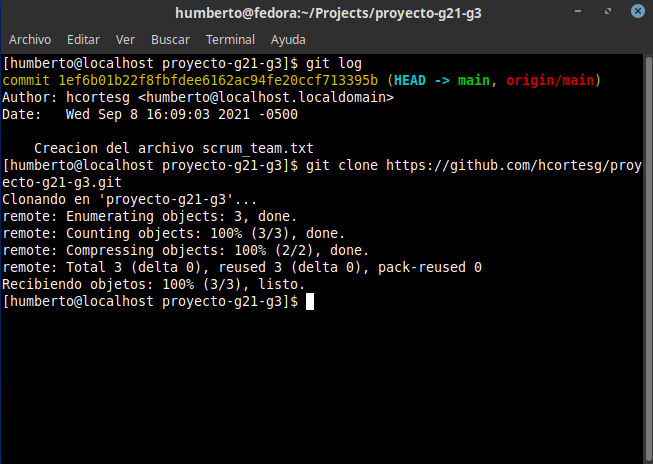 humberto@fedora:~/Projects/proyecto-g21-g3
Archivo Editar Ver Buscar Terminal Ayuda
[humberto@localhost proyecto-g21-g3]$ git log
commit 1ef6b01b22f8fbfdee6162ac94fe20ccf713395b (HEAD -> main, origin/main)
Author: hcortesg <humberto@localhost.localdomain>
Date:   Wed Sep 8 16:09:03 2021 -0500
    Creacion del archivo scrum_team.txt
[humberto@localhost proyecto-g21-g3]$ git clone https://github.com/hcortesg/proy
ecto-g21-g3.git
Clonando en 'proyecto-g21-g3'...
remote: Enumerating objects: 3, done.
remote: Counting objects: 100% (3/3), done.
remote: Compressing objects: 100% (2/2), done.
remote: Total 3 (delta 0), reused 3 (delta 0), pack-reused 0
Recibiendo objetos: 100% (3/3), listo.
[humberto@localhost proyecto-g21-g3]$